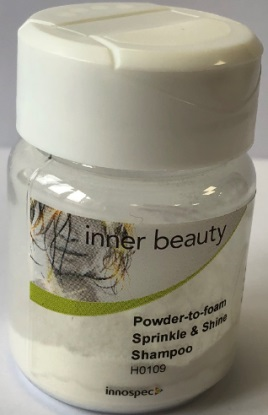 inner beauty
Powder-to-foam
Sprinkle & Shine
Shampoo
H0109
innospec